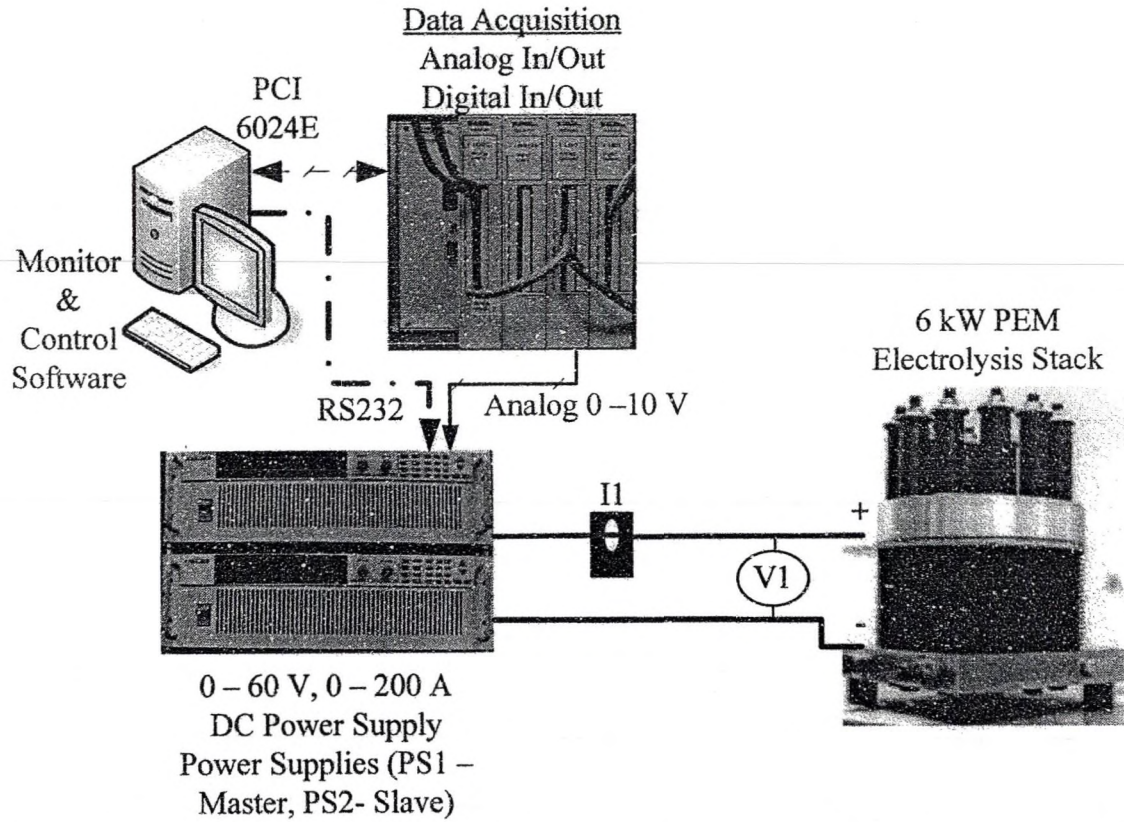 Data Acquisition
Analog In/Out
Digital In/Out
PCI
6024E
Monitor
&
Control
Software
RS232
Analog 0 –10 V
6 kW PEM
Electrolysis Stack
I1
+
V1
-
0 – 60 V, 0 – 200 A
DC Power Supply
Power Supplies (PS1 –
Master, PS2- Slave)